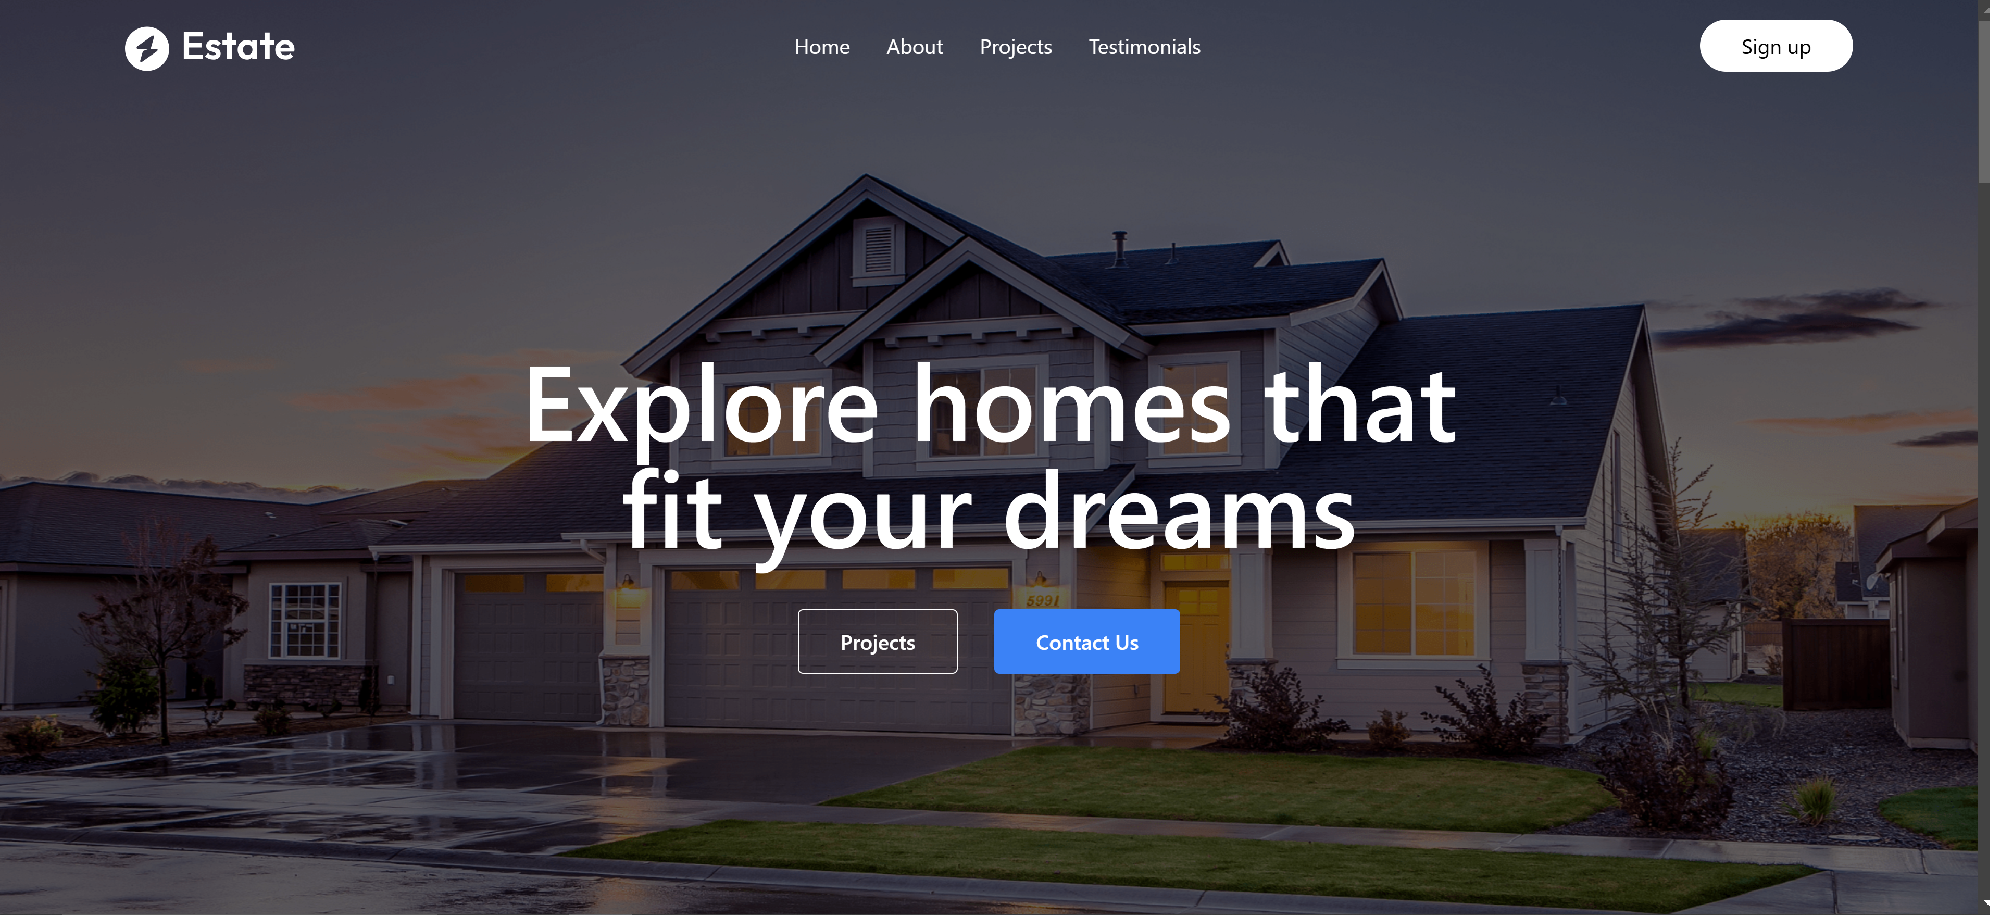 Estate
Home About Projects Testimonials
Sign up
Explore homes that
fit your dreams
5991
Projects Contact Us